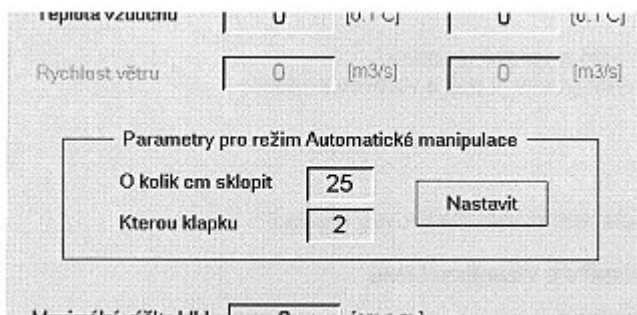 Teplota vzduchu 0 [0.1 C] 0 [0.1 C]
Rychlost větru 0 [m3/s] 0 [m3/s]
Parametry pro režim Automatické manipulace
O kolik cm sklopit 25
Nastavit
Kterou klapku 2